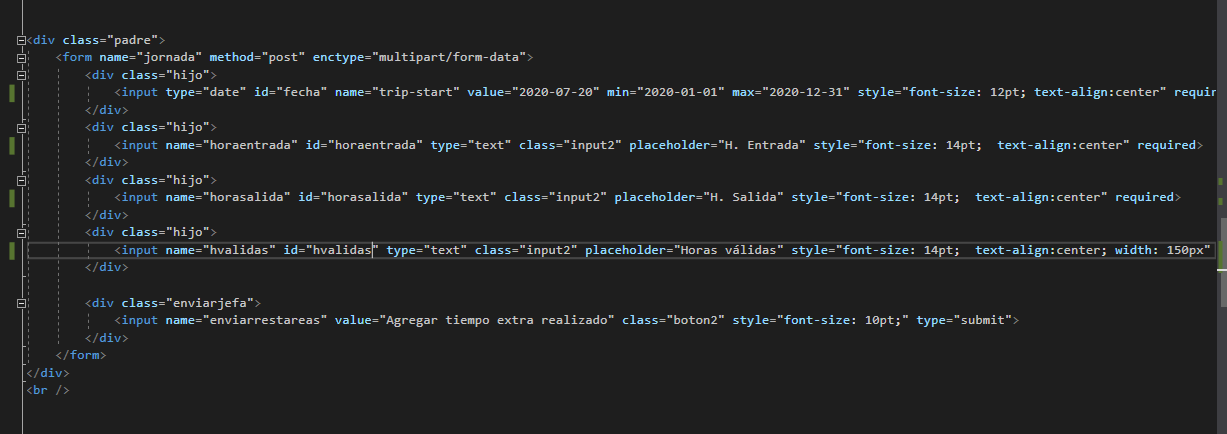 <div class="padre">
<form name="jornada" method="post" enctype="multipart/form-data">
<div class="hijo">
<input type="date" id="fecha" name="trip-start" value="2020-07-20" min="2020-01-01" max="2020-12-31" style="font-size: 12pt; text-align:center" requir
</div>
<div class="hijo">
<input name="horaentrada" id="horaentrada" type="text" class="input2" placeholder="H. Entrada" style="font-size: 14pt;  text-align:center" required>
</div>
<div class="hijo">
<input name="horasalida" id="horasalida" type="text" class="input2" placeholder="H. Salida" style="font-size: 14pt;  text-align:center" required>
</div>
<div class="hijo">
<input name="hvalidas" id="hvalidas" type="text" class="input2" placeholder="Horas válidas" style="font-size: 14pt;  text-align:center; width: 150px"
</div>
<div class="enviarjefa">
<input name="enviarrestareas" value="Agregar tiempo extra realizado" class="boton2" style="font-size: 10pt;" type="submit">
</div>
</form>
</div>
<br />